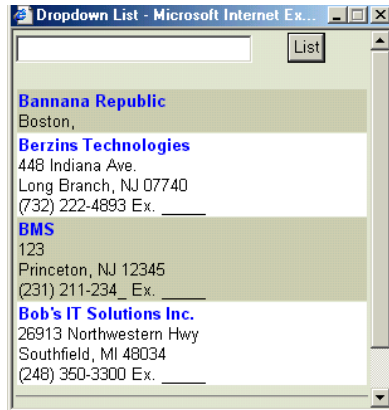 Dropdown List - Microsoft Internet Ex...
List
Bannana Republic
Boston,
Berzins Technologies
448 Indiana Ave.
Long Branch, NJ 07740
(732) 222-4893 Ex. _____
BMS
123
Princeton, NJ 12345
(231) 211-234_ Ex. _____
Bob's IT Solutions Inc.
26913 Northwestern Hwy
Southfield, MI 48034
(248) 350-3300 Ex. _____